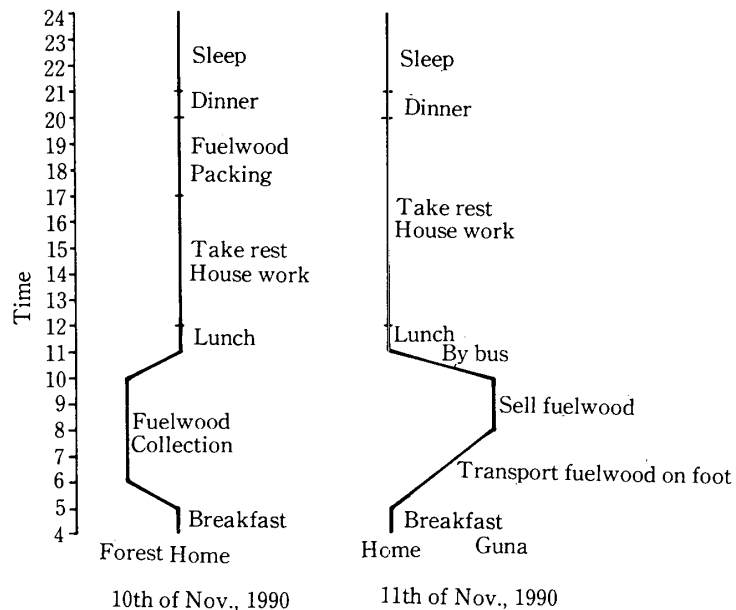 Time
24
23
22
21
20
19
18
17
16
15
14
13
12
11
10
9
8
7
6
5
4
Sleep
Dinner
Fuelwood
Packing
Take rest
House work
Lunch
Fuelwood
Collection
Breakfast
Forest Home
10th of Nov., 1990
Sleep
Dinner
Take rest
House work
Lunch
By bus
Sell fuelwood
Transport fuelwood on foot
Breakfast
Home Guna
11th of Nov., 1990